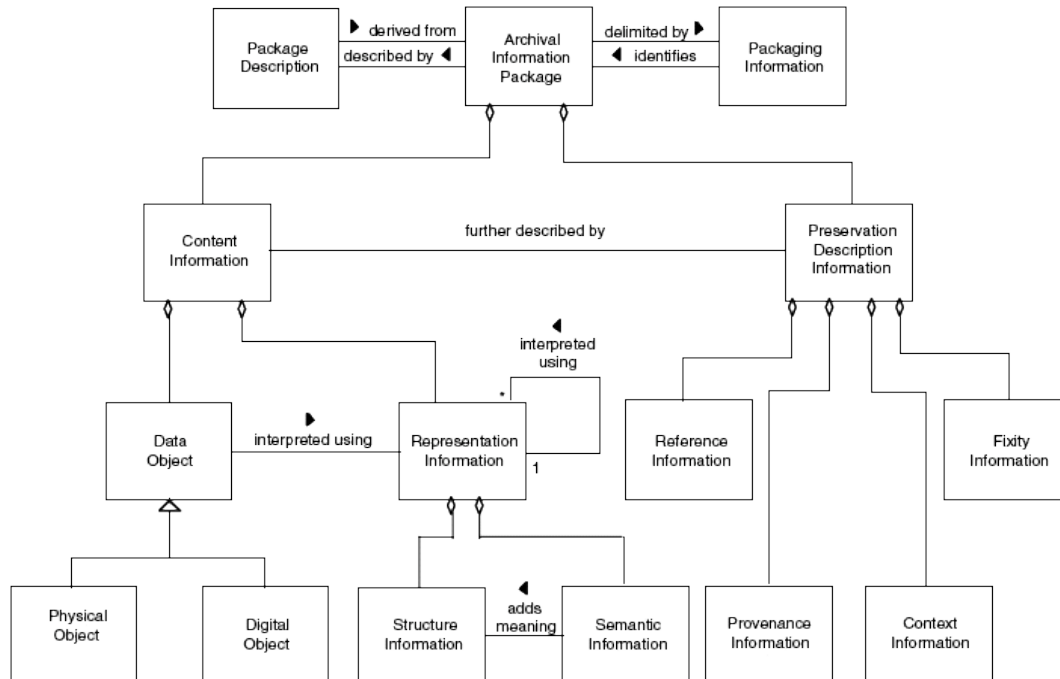 Package
Description
derived from
described by
Archival
Information
Package
delimited by
identifies
Packaging
Information
Content
Information
further described by
Preservation
Description
Information
interpreted
using
*
1
Data
Object
interpreted using
Representation
Information
Reference
Information
Fixity
Information
Physical
Object
Digital
Object
Structure
Information
adds
meaning
Semantic
Information
Provenance
Information
Context
Information